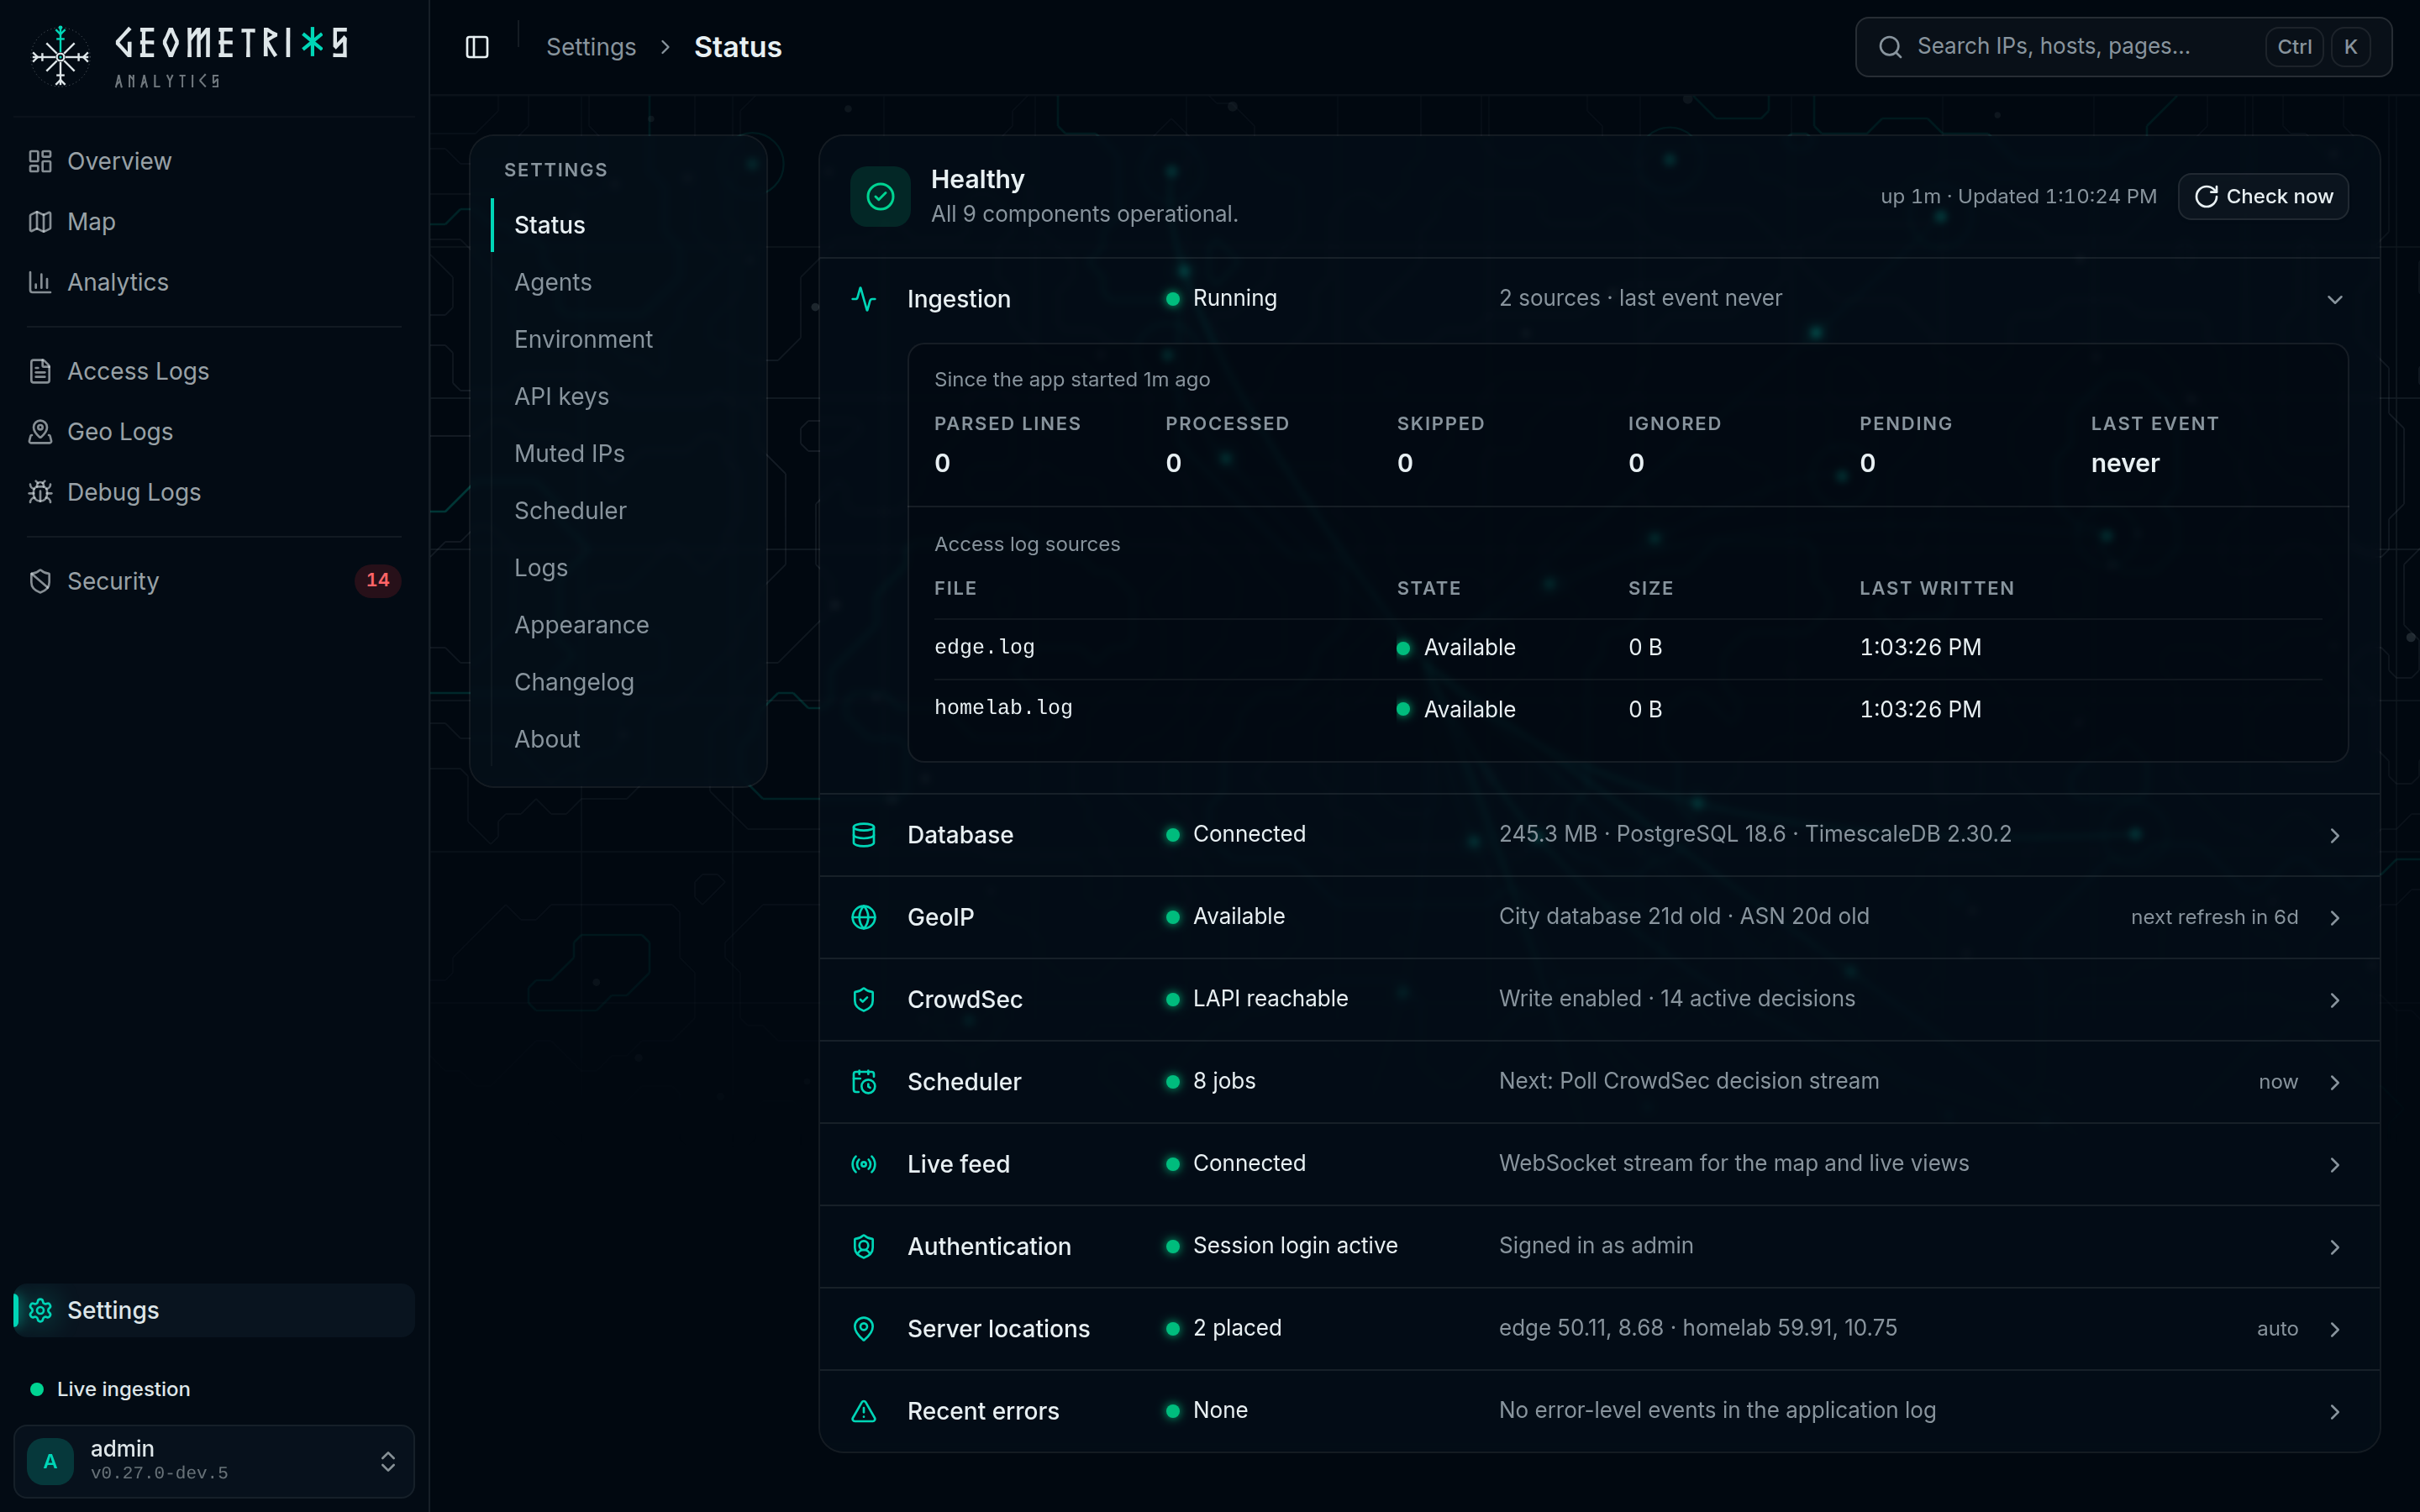 GEOMETRIKS
ANALYTICS
Overview
Map
Analytics
Access Logs
Geo Logs
Debug Logs
Security 14
Settings
Live ingestion
A admin
v0.27.0-dev.5
Settings > Status
Search IPs, hosts, pages... Ctrl K
SETTINGS
Status
Agents
Environment
API keys
Muted IPs
Scheduler
Logs
Appearance
Changelog
About
Healthy
All 9 components operational.
up 1m · Updated 1:10:24 PM Check now
Ingestion Running 2 sources · last event never
Since the app started 1m ago
PARSED LINES PROCESSED SKIPPED IGNORED PENDING LAST EVENT
0 0 0 0 0 never
Access log sources
FILE STATE SIZE LAST WRITTEN
edge.log Available 0 B 1:03:26 PM
homelab.log Available 0 B 1:03:26 PM
Database Connected 245.3 MB · PostgreSQL 18.6 · TimescaleDB 2.30.2
GeoIP Available City database 21d old · ASN 20d old next refresh in 6d
CrowdSec LAPI reachable Write enabled · 14 active decisions
Scheduler 8 jobs Next: Poll CrowdSec decision stream now
Live feed Connected WebSocket stream for the map and live views
Authentication Session login active Signed in as admin
Server locations 2 placed edge 50.11, 8.68 · homelab 59.91, 10.75 auto
Recent errors None No error-level events in the application log